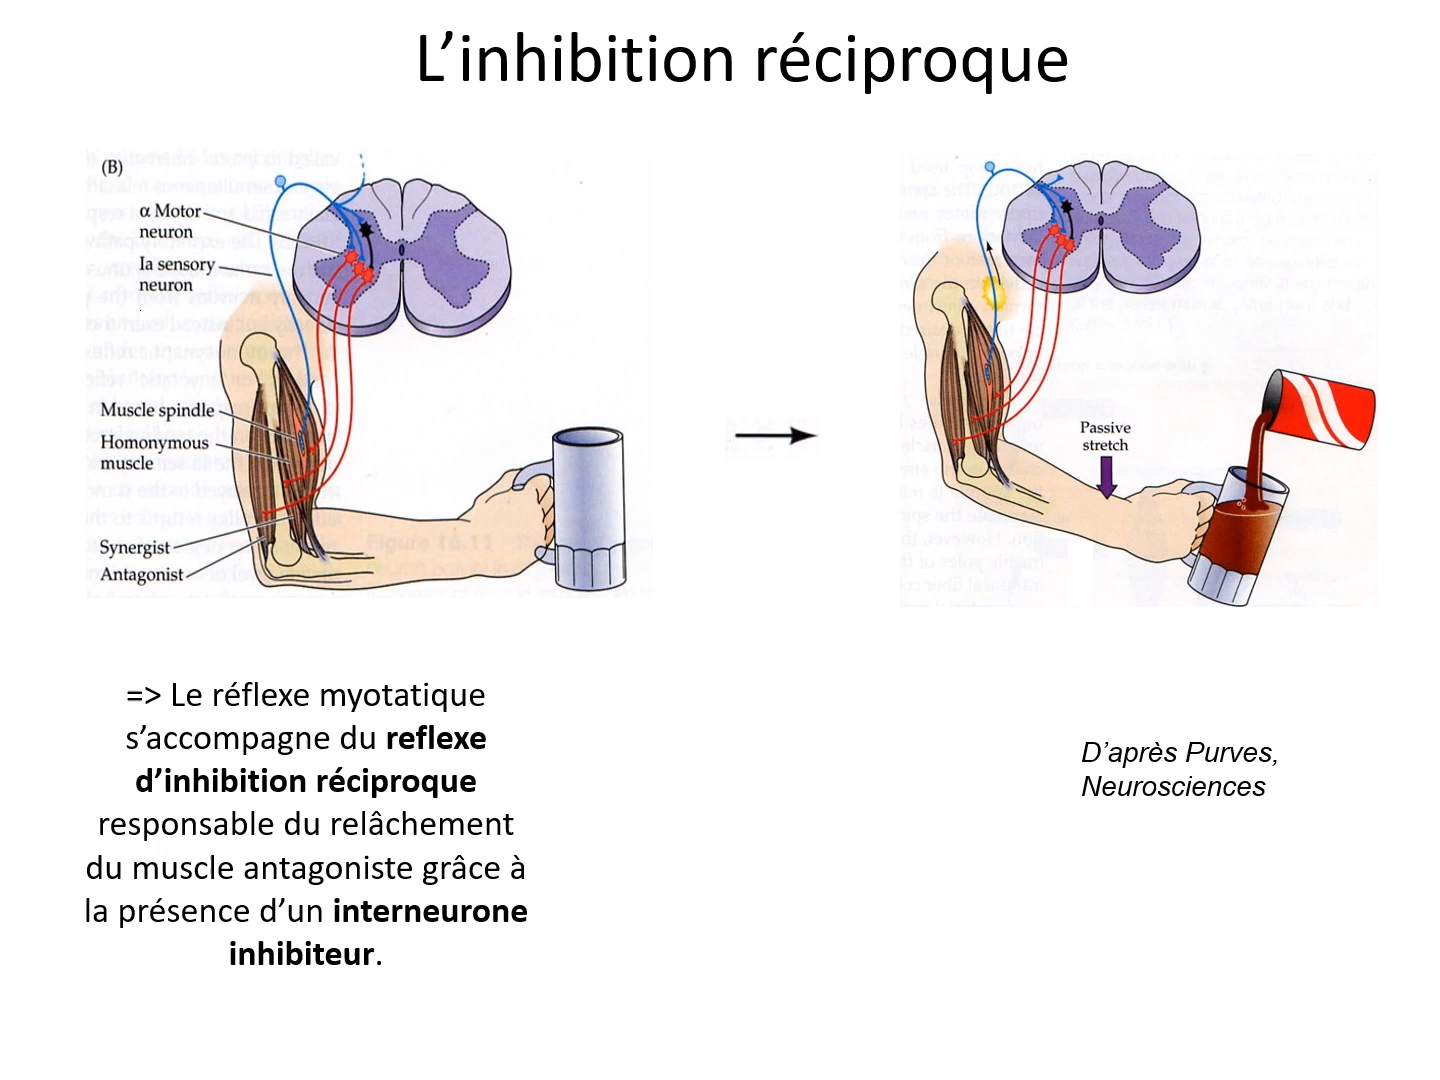 L’inhibition réciproque
(B)
α Motor
neuron
Ia sensory
neuron
Muscle spindle
Homonymous
muscle
Synergist
Antagonist
Passive
stretch
=> Le réflexe myotatique
s’accompagne du reflexe
d’inhibition réciproque
responsable du relâchement
du muscle antagoniste grâce à
la présence d’un interneurone
inhibiteur.
D’après Purves,
Neurosciences